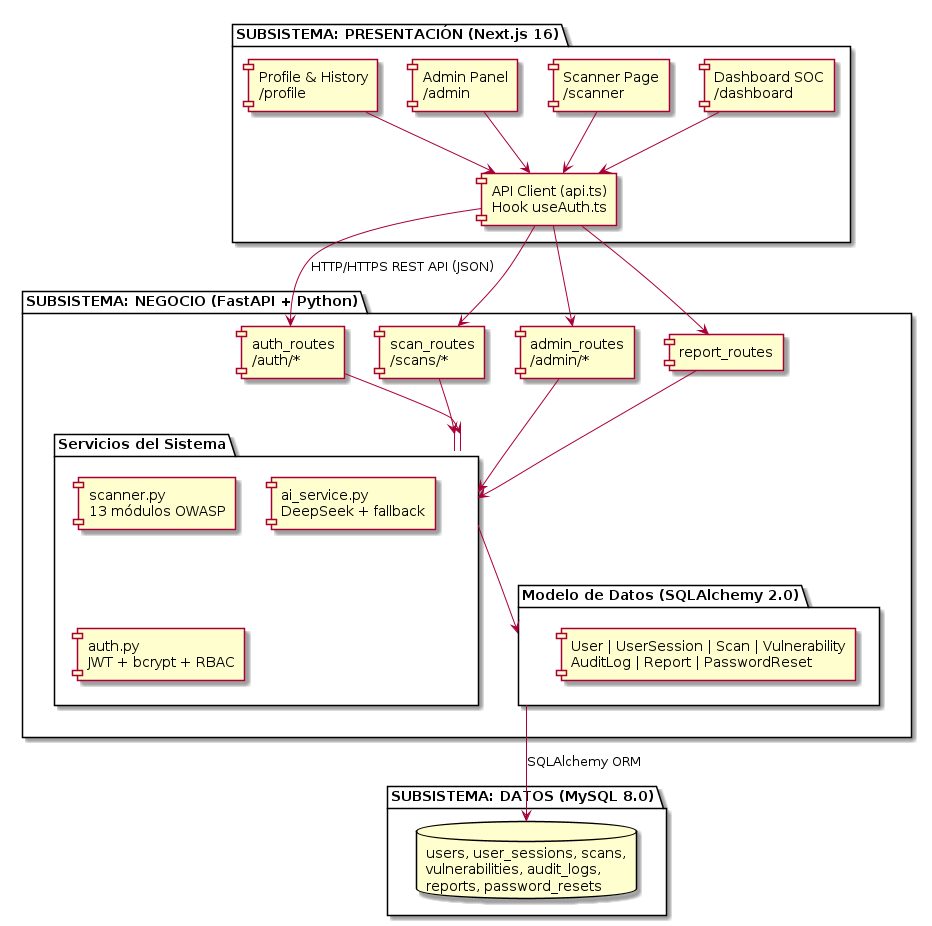 SUBSISTEMA: PRESENTACIÓN (Next.js 16)
Profile & History
/profile
Admin Panel
/admin
Scanner Page
/scanner
Dashboard SOC
/dashboard
API Client (api.ts)
Hook useAuth.ts
HTTP/HTTPS REST API (JSON)
SUBSISTEMA: NEGOCIO (FastAPI + Python)
auth_routes
/auth/*
scan_routes
/scans/*
admin_routes
/admin/*
report_routes
Servicios del Sistema
scanner.py
13 módulos OWASP
ai_service.py
DeepSeek + fallback
auth.py
JWT + bcrypt + RBAC
Modelo de Datos (SQLAlchemy 2.0)
User | UserSession | Scan | Vulnerability
AuditLog | Report | PasswordReset
SQLAlchemy ORM
SUBSISTEMA: DATOS (MySQL 8.0)
users, user_sessions, scans,
vulnerabilities, audit_logs,
reports, password_resets